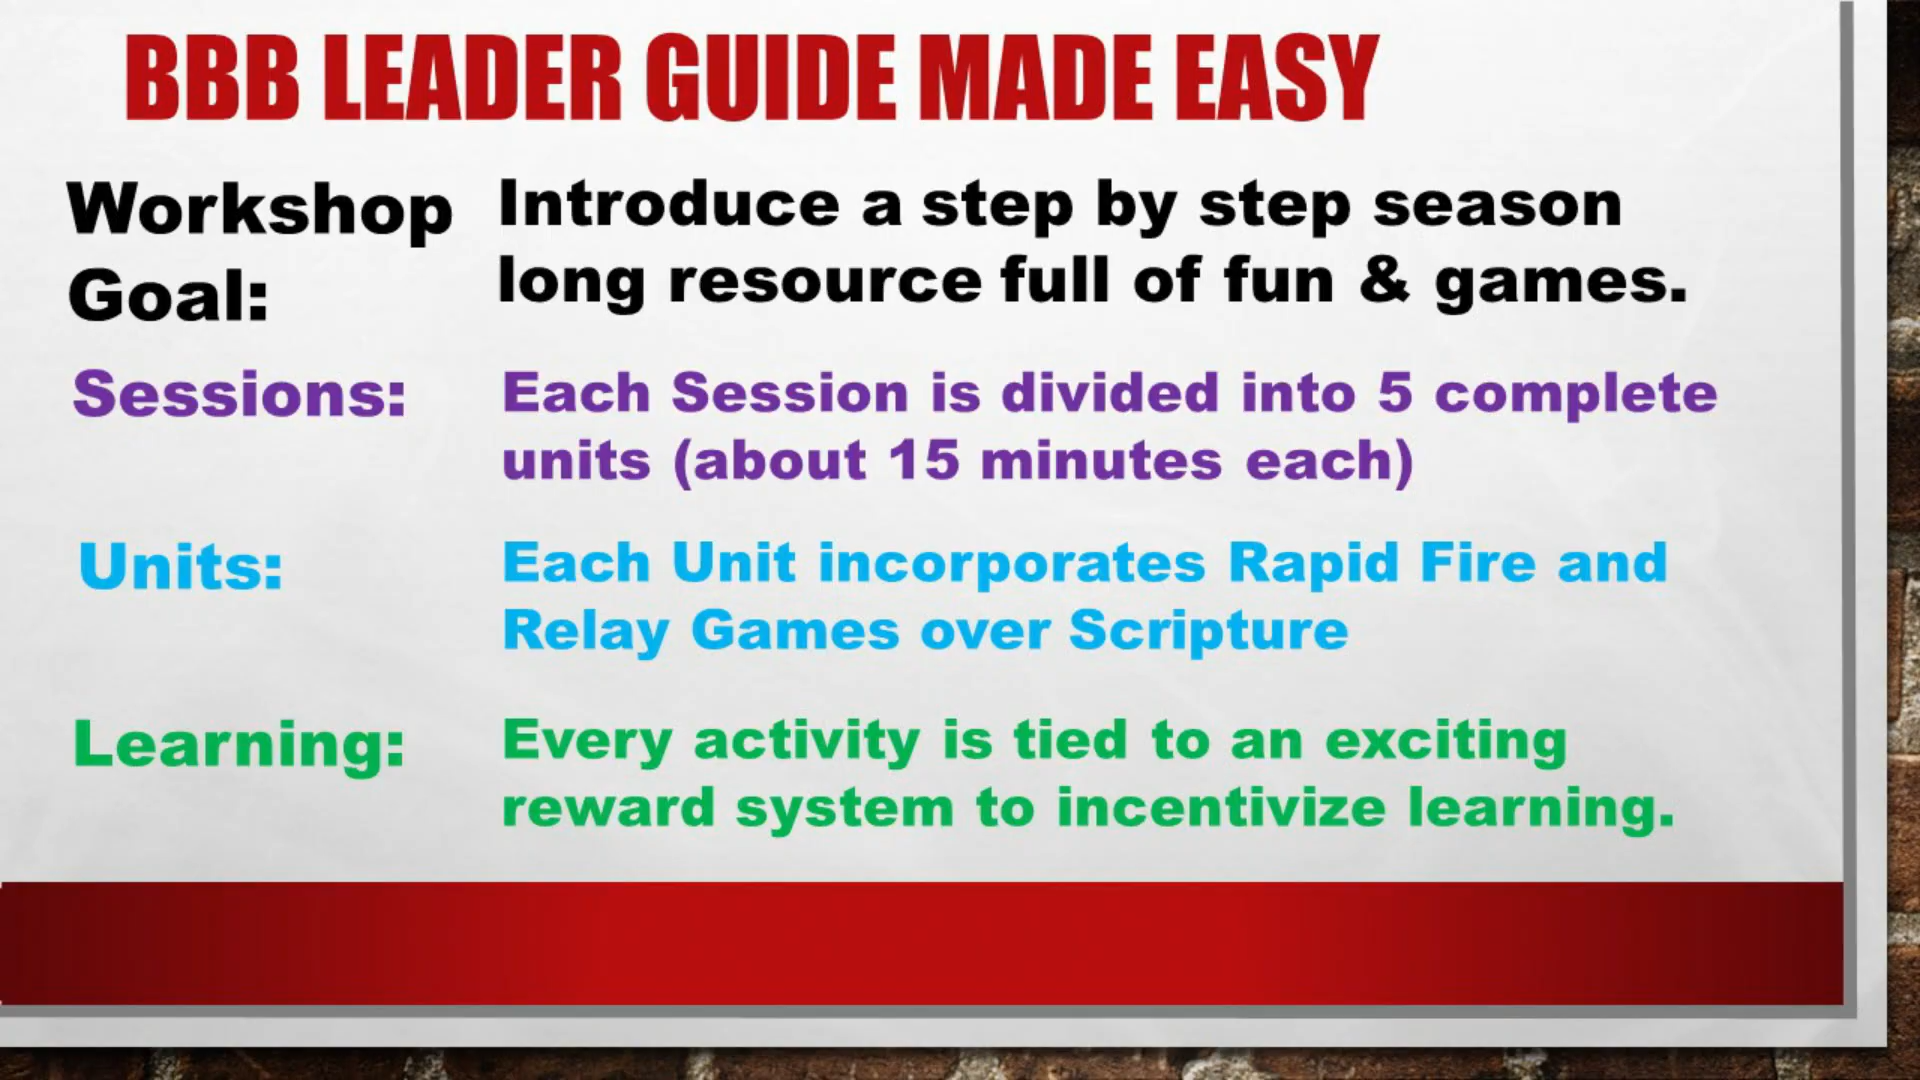 BBB LEADER GUIDE MADE EASY
Workshop Goal:
Introduce a step by step season
long resource full of fun & games.
Sessions:
Each Session is divided into 5 complete
units (about 15 minutes each)
Units:
Each Unit incorporates Rapid Fire and
Relay Games over Scripture
Learning:
Every activity is tied to an exciting
reward system to incentivize learning.